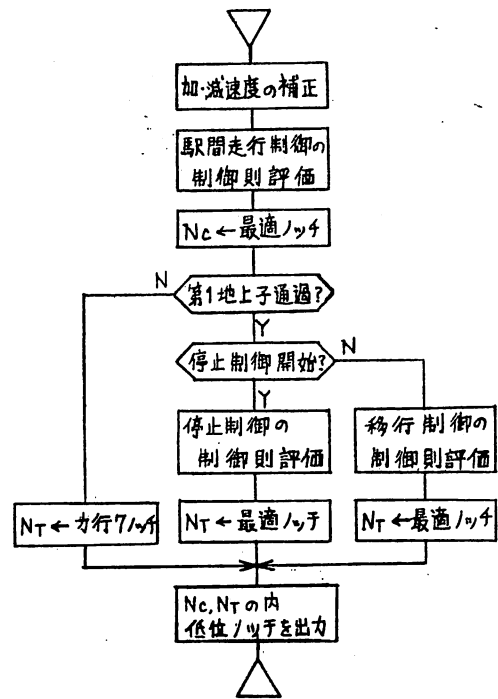 加・減速度の補正
駅間走行制御の
制御則評価
Nc←最適ノッチ
第1地上子通過?
N
Y
停止制御開始?
N
Y
停止制御の
制御則評価
移行制御の
制御則評価
NT←力行7ノッチ
NT←最適ノッチ
NT←最適ノッチ
Nc,NTの内
低位ノッチを出力